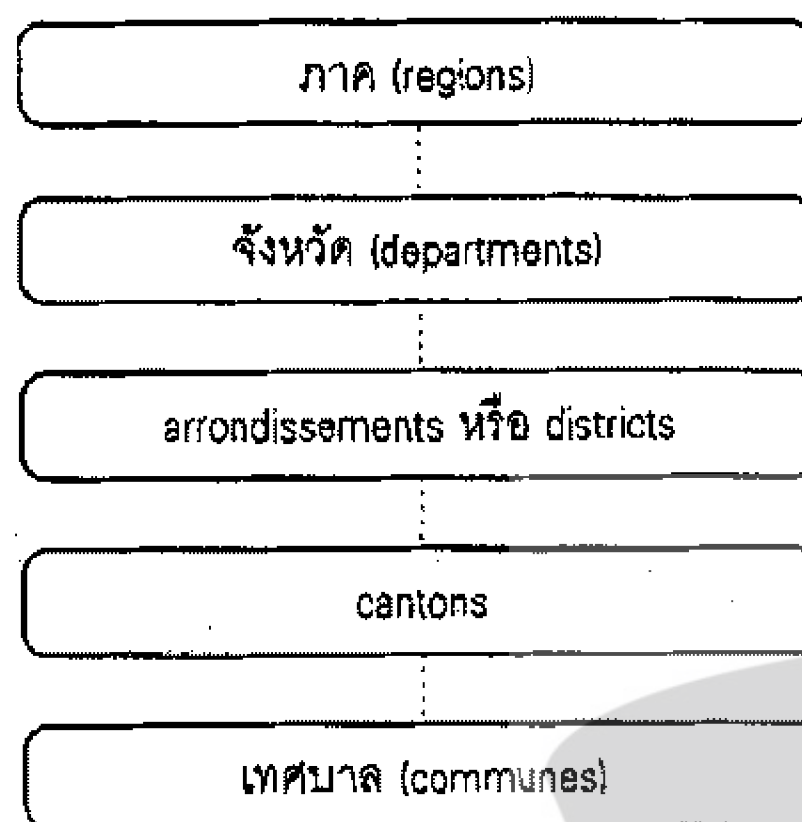 ภาค (regions)
จังหวัด (departments)
arrondissements หรือ districts
cantons
เทศบาล (communes)